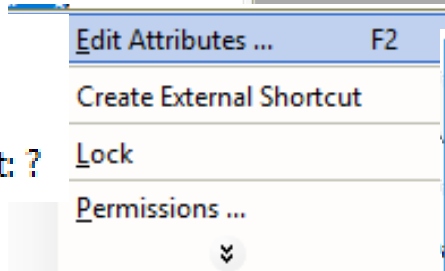 Edit Attributes ... F2
Create External Shortcut
t: ?
Lock
Permissions ...